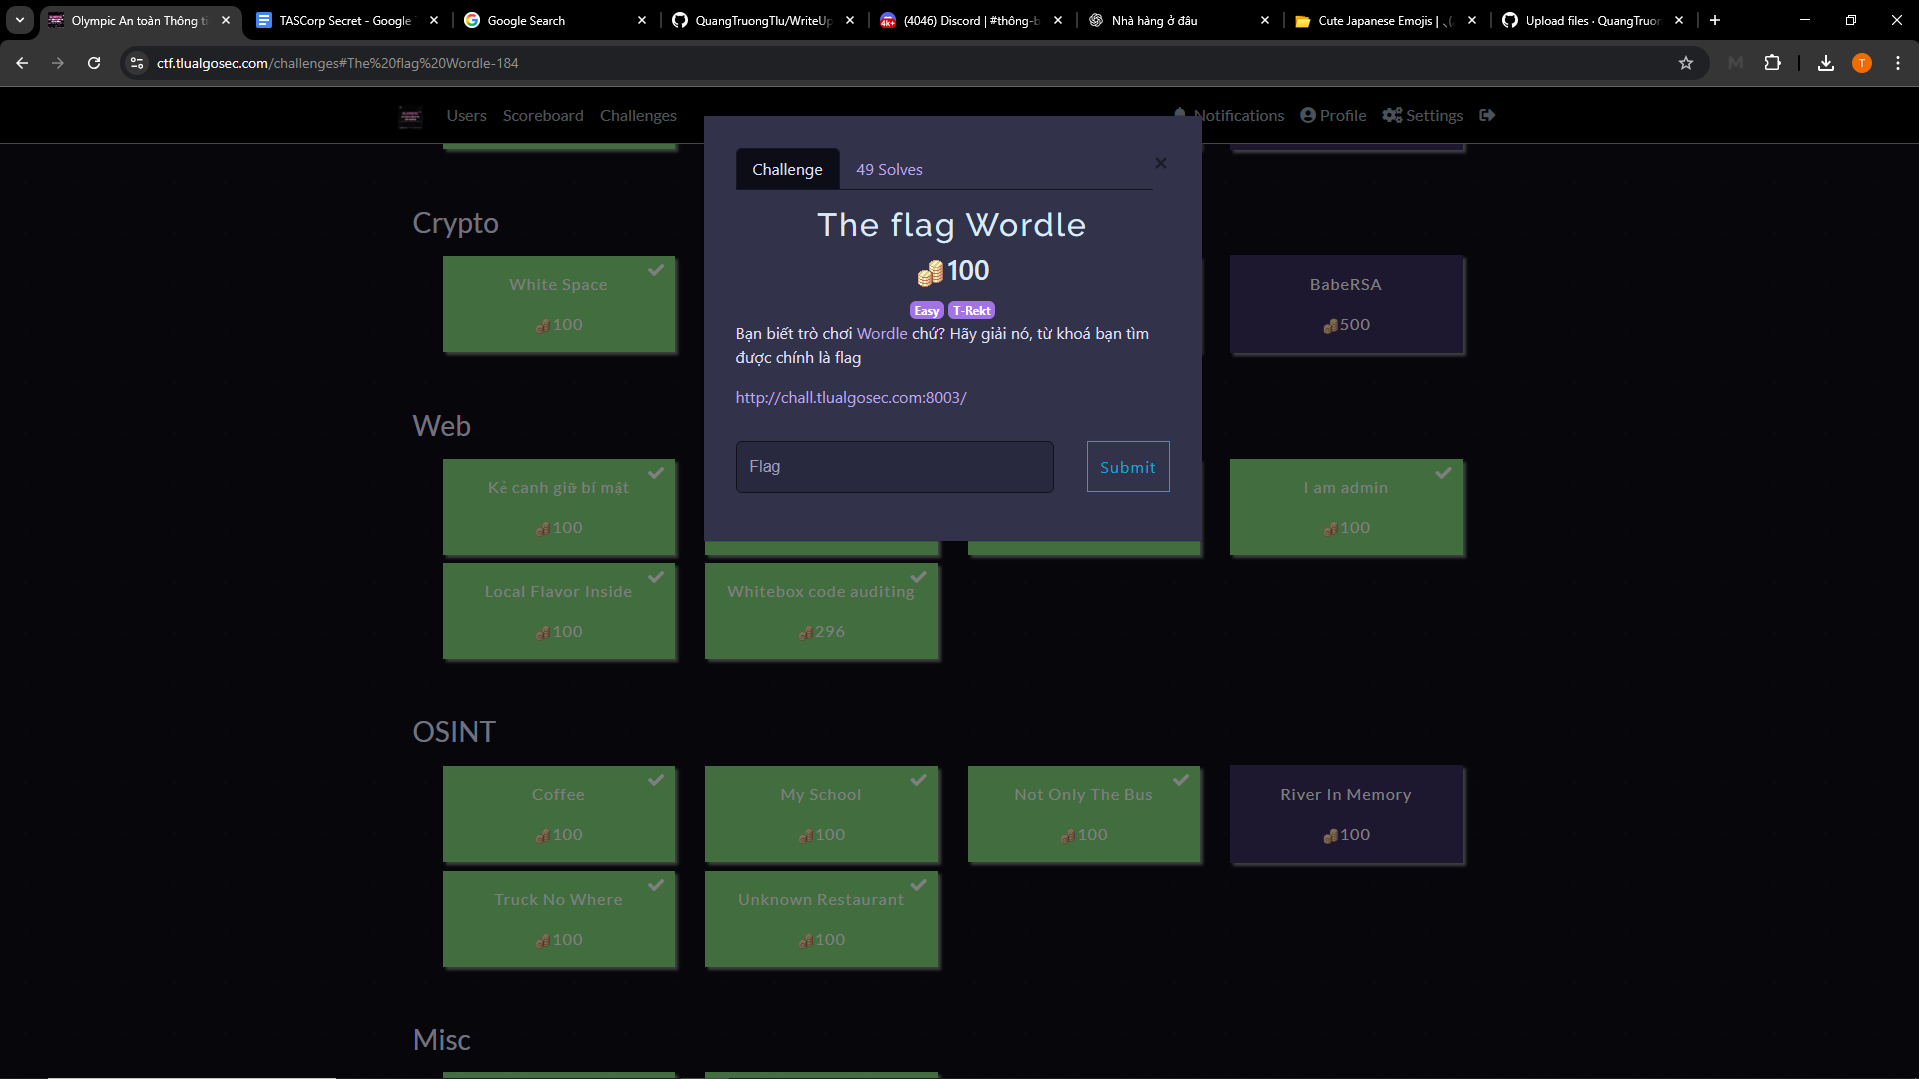 Olympic An toàn Thông ti
TASCorp Secret - Google
Google Search
QuangTruongTlu/WriteUp
(4046) Discord | #thông-b
Nhà hàng ở đâu
Cute Japanese Emojis |
Upload files · QuangTruon
ctf.tlualgosec.com/challenges#The%20flag%20Wordle-184
T
Users
Scoreboard
Challenges
Notifications
Profile
Settings
Challenge
49 Solves
The flag Wordle
100
Easy
T-Rekt
Bạn biết trò chơi Wordle chứ? Hãy giải nó, từ khoá bạn tìm
được chính là flag
http://chall.tlualgosec.com:8003/
Flag
Submit
Crypto
White Space
100
BabeRSA
500
Web
Kẻ canh giữ bí mật
100
I am admin
100
Local Flavor Inside
100
Whitebox code auditing
296
OSINT
Coffee
100
My School
100
Not Only The Bus
100
River In Memory
100
Truck No Where
100
Unknown Restaurant
100
Misc